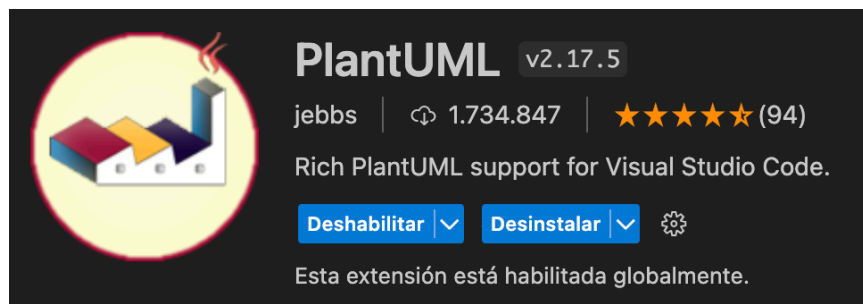 PlantUML v2.17.5
jebbs 1.734.847 (94)
Rich PlantUML support for Visual Studio Code.
Deshabilitar Desinstalar
Esta extensión está habilitada globalmente.